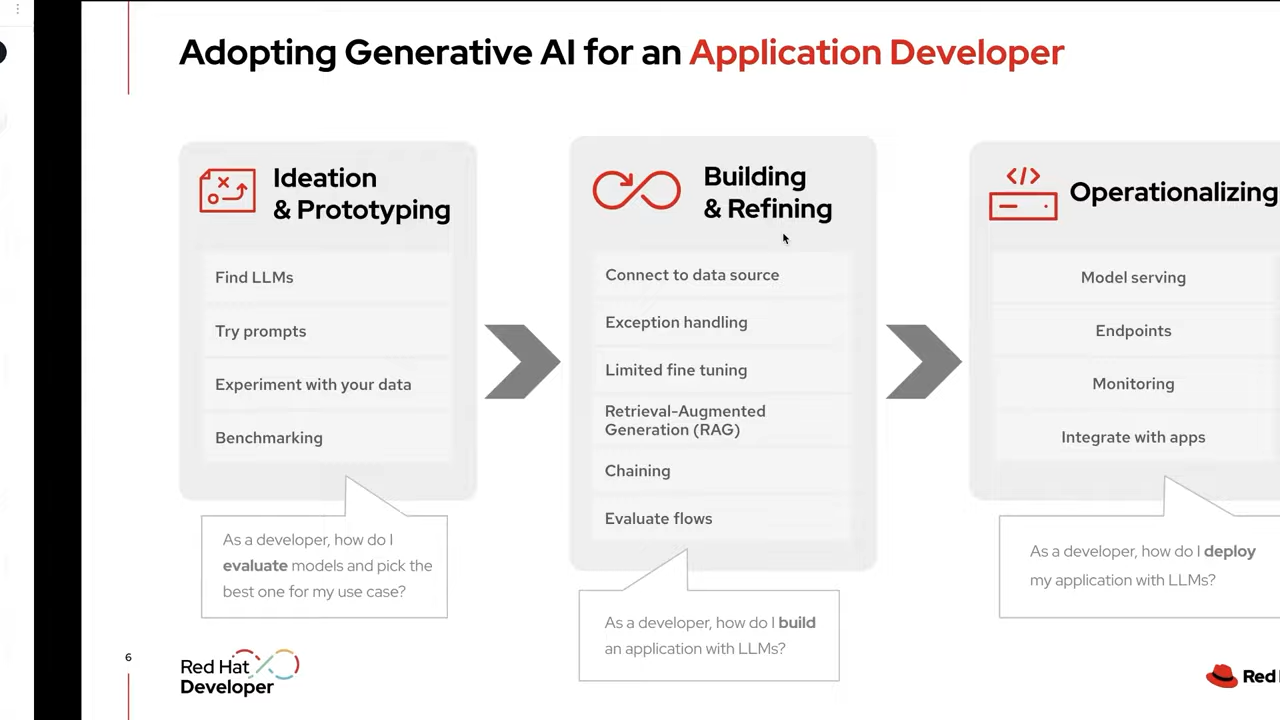 Adopting Generative AI for an Application Developer
Ideation
& Prototyping
Find LLMs
Try prompts
Experiment with your data
Benchmarking
As a developer, how do I
evaluate models and pick the
best one for my use case?
Building
& Refining
Connect to data source
Exception handling
Limited fine tuning
Retrieval-Augmented
Generation (RAG)
Chaining
Evaluate flows
As a developer, how do I build
an application with LLMs?
</>
Operationalizing
Model serving
Endpoints
Monitoring
Integrate with apps
As a developer, how do I deploy
my application with LLMs?
6
Red Hat
Developer
Red